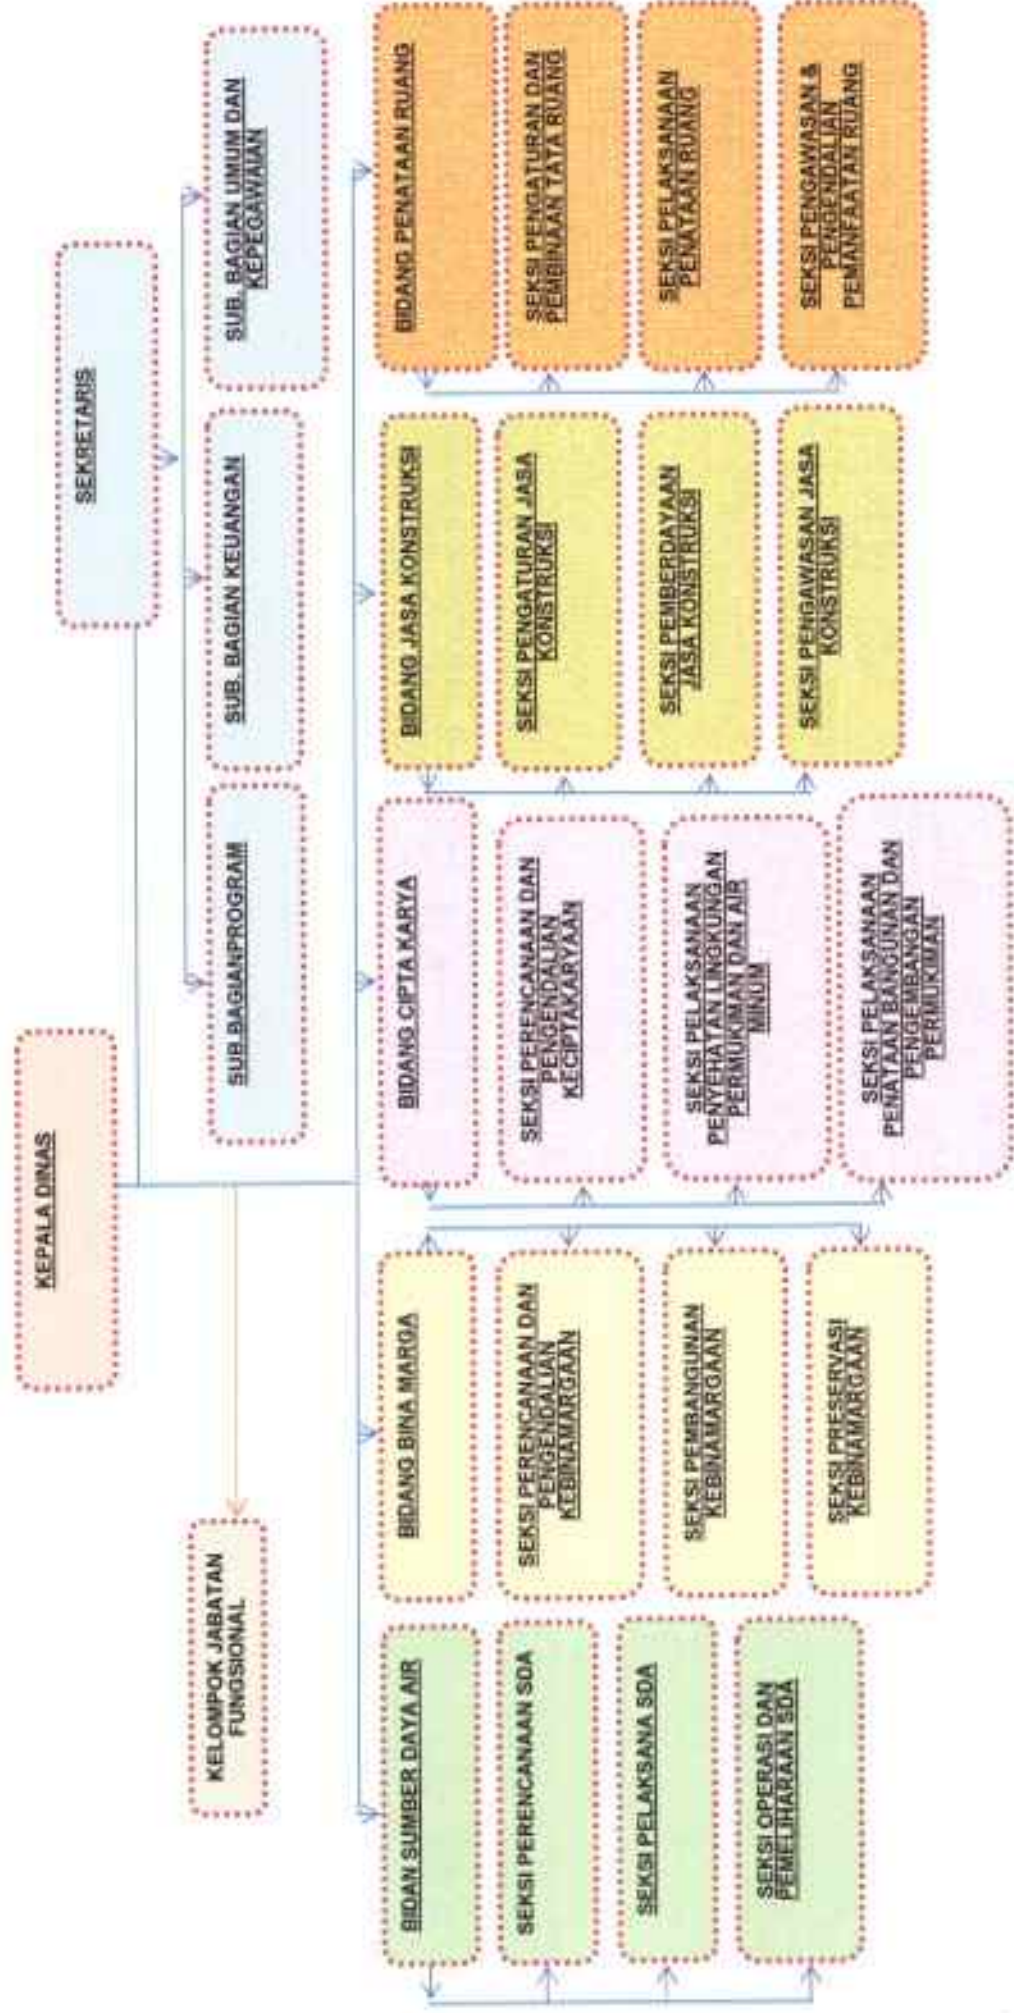 KEPALA DINAS
SEKRETARIS
KELOMPOK JABATAN
FUNGSIONAL
SUB.BAGIANPROGRAM
SUB. BAGIAN KEUANGAN
SUB. BAGIAN UMUM DAN
KEPEGAWAIAN
BIDAN SUMBER DAYA AIR
SEKSI PERENCANAAN SDA
SEKSI PELAKSANA SDA
SEKSI OPERASI DAN
PEMELIHARAAN SDA
BIDANG BINA MARGA
SEKSI PERENCANAAN DAN
PENGENDALIAN
KEBINAMARGAAN
SEKSI PEMBANGUNAN
KEBINAMARGAAN
SEKSI PRESERVASI
KEBINAMARGAAN
BIDANG CIPTA KARYA
SEKSI PERENCANAAN DAN
PENGENDALIAN
KECIPTAKARYAAN
SEKSI PELAKSANAAN
PENYEHATAN LINGKUNGAN
PERMUKIMAN DAN AIR
MINUM
SEKSI PELAKSANAAN
PENATAAN BANGUNAN DAN
PENGEMBANGAN
PERMUKIMAN
BIDANG JASA KONSTRUKSI
SEKSI PENGATURAN JASA
KONSTRUKSI
SEKSI PEMBERDAYAAN
JASA KONSTRUKSI
SEKSI PENGAWASAN JASA
KONSTRUKSI
BIDANG PENATAAN RUANG
SEKSI PENGATURAN DAN
PEMBINAAN TATA RUANG
SEKSI PELAKSANAAN
PENATAAN RUANG
SEKSI PENGAWASAN &
PENGENDALIAN
PEMANFAATAN RUANG